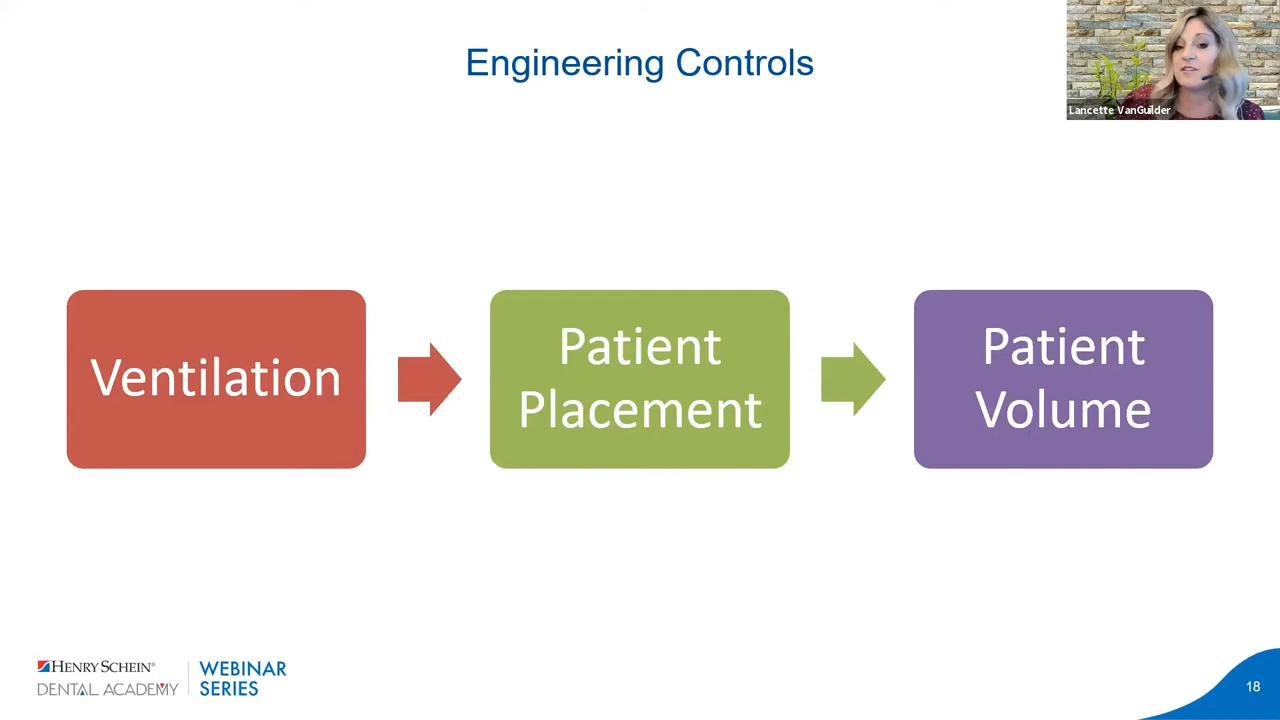 Engineering Controls
Lancette VanGuilder
Ventilation
Patient
Placement
Patient
Volume
HENRY SCHEIN®
DENTAL ACADEMY
WEBINAR
SERIES
18